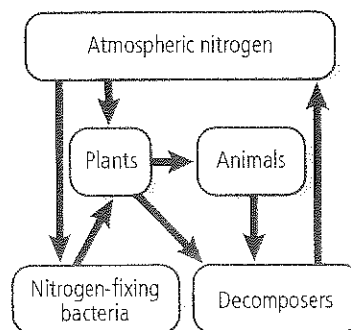 Atmospheric nitrogen
Plants
Animals
Nitrogen-fixing
bacteria
Decomposers